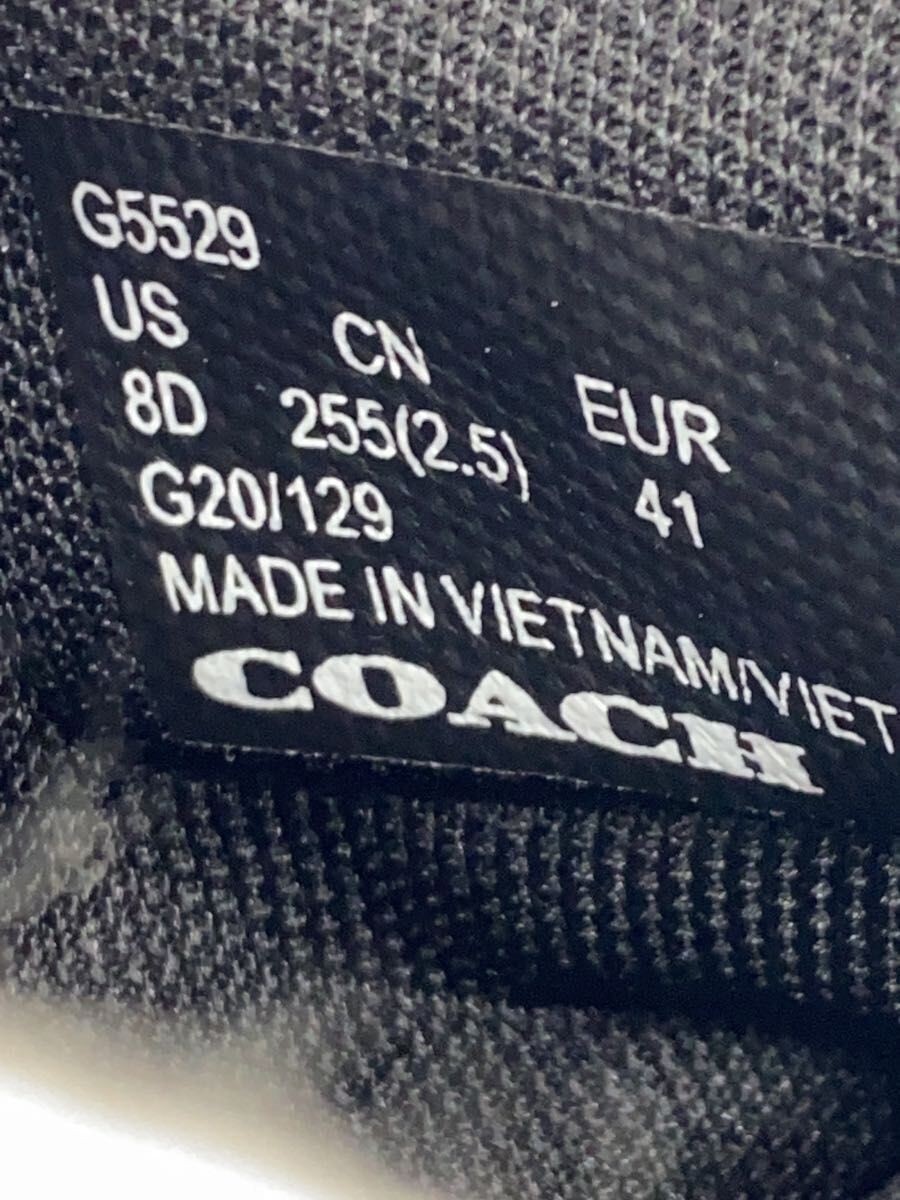 G5529
US CN EUR
8D 255(2.5) 41
G20/129
MADE IN VIETNAM/VIET
COACH